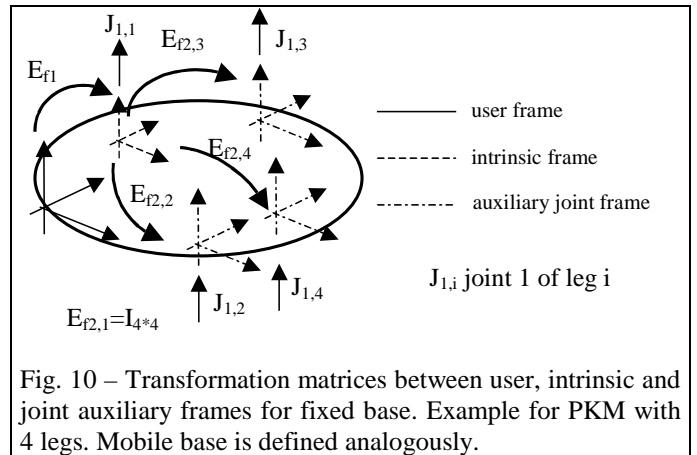 J1,1
Ef2,3
J1,3
Ef1
user frame
Ef2,4
intrinsic frame
Ef2,2
auxiliary joint frame
J1,i joint 1 of leg i
J1,2
J1,4
Ef2,1=I4*4
Fig. 10 – Transformation matrices between user, intrinsic and
joint auxiliary frames for fixed base. Example for PKM with
4 legs. Mobile base is defined analogously.